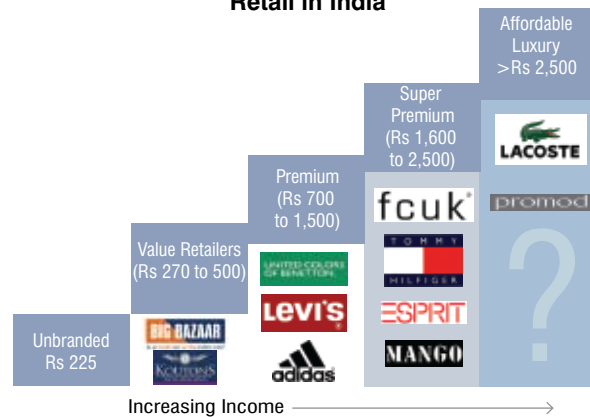 Retail in India
Affordable
Luxury
>Rs 2,500
LACOSTE
promod
?
Super
Premium
(Rs 1,600
to 2,500)
fcuk
TOMMY
HILFIGER
ESPRIT
MANGO
Premium
(Rs 700
to 1,500)
UNITED COLORS
OF BENETTON.
LEVI'S
adidas
Value Retailers
(Rs 270 to 500)
BIG BAZAAR
KOUTONS
Unbranded
Rs 225
Increasing Income